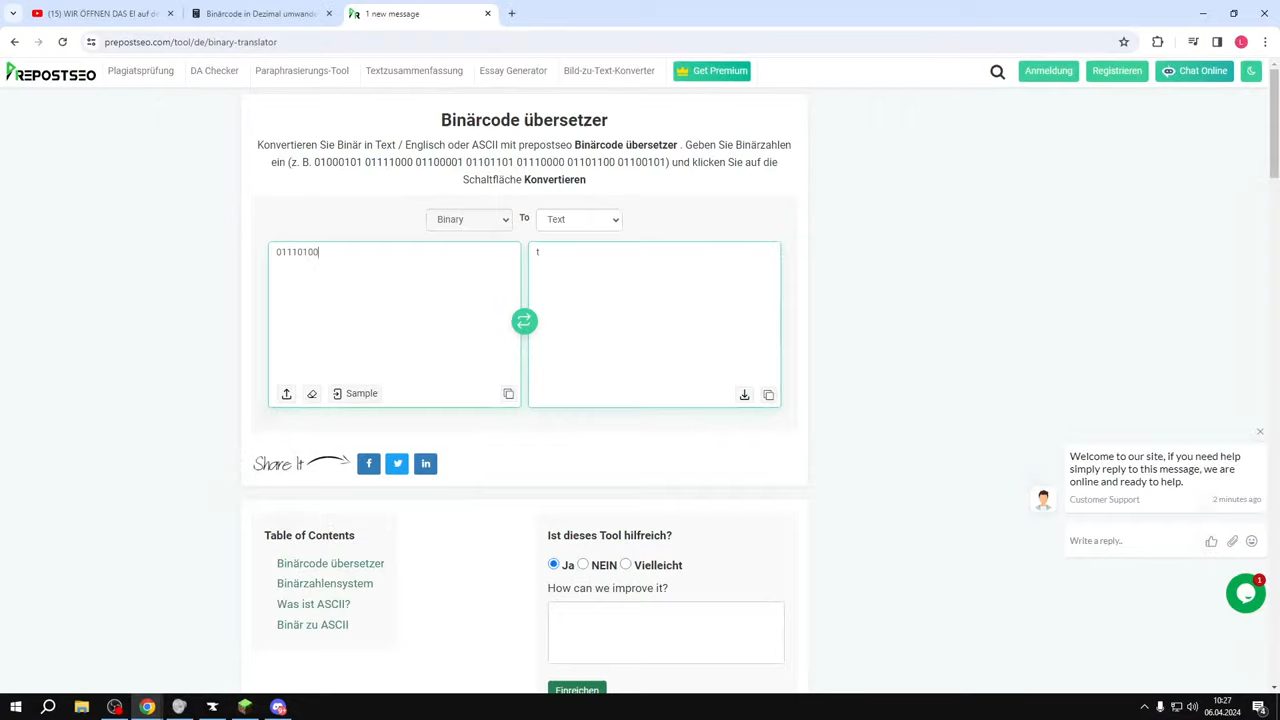 (15) WIR ÖFFNEN DAS EI auf de
Binärcode in Dezimal umwande
1 new message
prepostseo.com/tool/de/binary-translator
PREPOSTSEO
Plagiatsprüfung
DA Checker
Paraphrasierungs-Tool
Textzusammenfassung
Essay Generator
Bild-zu-Text-Konverter
Get Premium
Anmeldung
Registrieren
Chat Online
Binärcode übersetzer
Konvertieren Sie Binär in Text / Englisch oder ASCII mit prepostseo Binärcode übersetzer . Geben Sie Binärzahlen
ein (z. B. 01000101 01111000 01100001 01101101 01110000 01101100 01100101) und klicken Sie auf die
Schaltfläche Konvertieren
Binary
To
Text
01110100
t
Sample
Share It
f
in
Table of Contents
Binärcode übersetzer
Binärzahlensystem
Was ist ASCII?
Binär zu ASCII
Ist dieses Tool hilfreich?
Ja
NEIN
Vielleicht
How can we improve it?
Einreichen
Welcome to our site, if you need help
simply reply to this message, we are
online and ready to help.
Customer Support
2 minutes ago
Write a reply..
1
10:27
06.04.2024
4